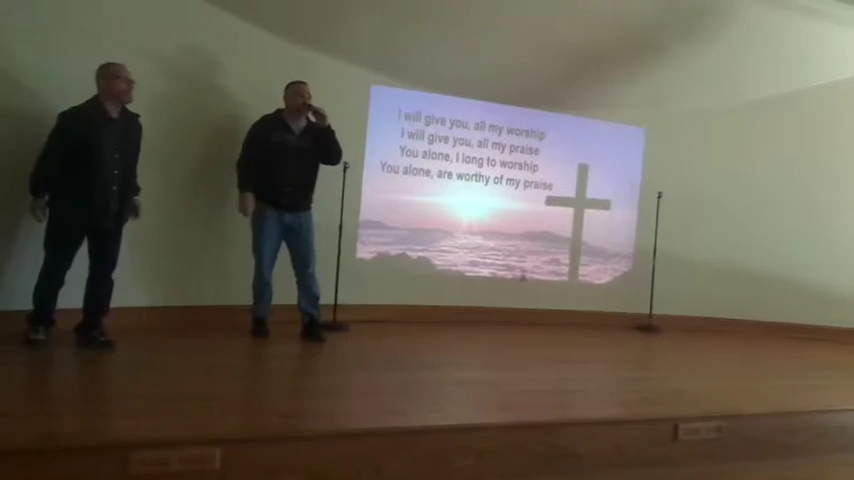 I will give you, all my worship
I will give you, all my praise
You alone, I long to worship
You alone, are worthy of my praise